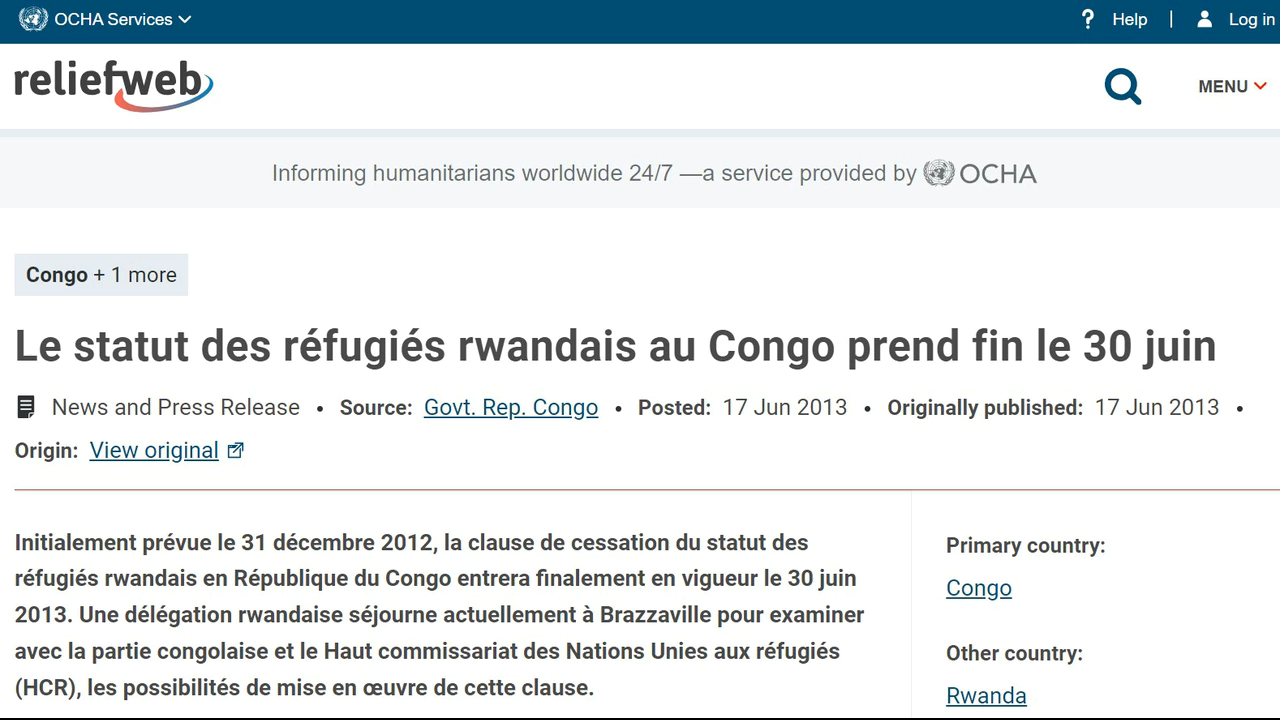 OCHA Services
Help | Log in
reliefweb
MENU
Informing humanitarians worldwide 24/7 —a service provided by OCHA
Congo + 1 more
Le statut des réfugiés rwandais au Congo prend fin le 30 juin
News and Press Release • Source: Govt. Rep. Congo • Posted: 17 Jun 2013 • Originally published: 17 Jun 2013 •
Origin: View original
Initialement prévue le 31 décembre 2012, la clause de cessation du statut des
réfugiés rwandais en République du Congo entrera finalement en vigueur le 30 juin
2013. Une délégation rwandaise séjourne actuellement à Brazzaville pour examiner
avec la partie congolaise et le Haut commissariat des Nations Unies aux réfugiés
(HCR), les possibilités de mise en œuvre de cette clause.
Primary country:
Congo
Other country:
Rwanda